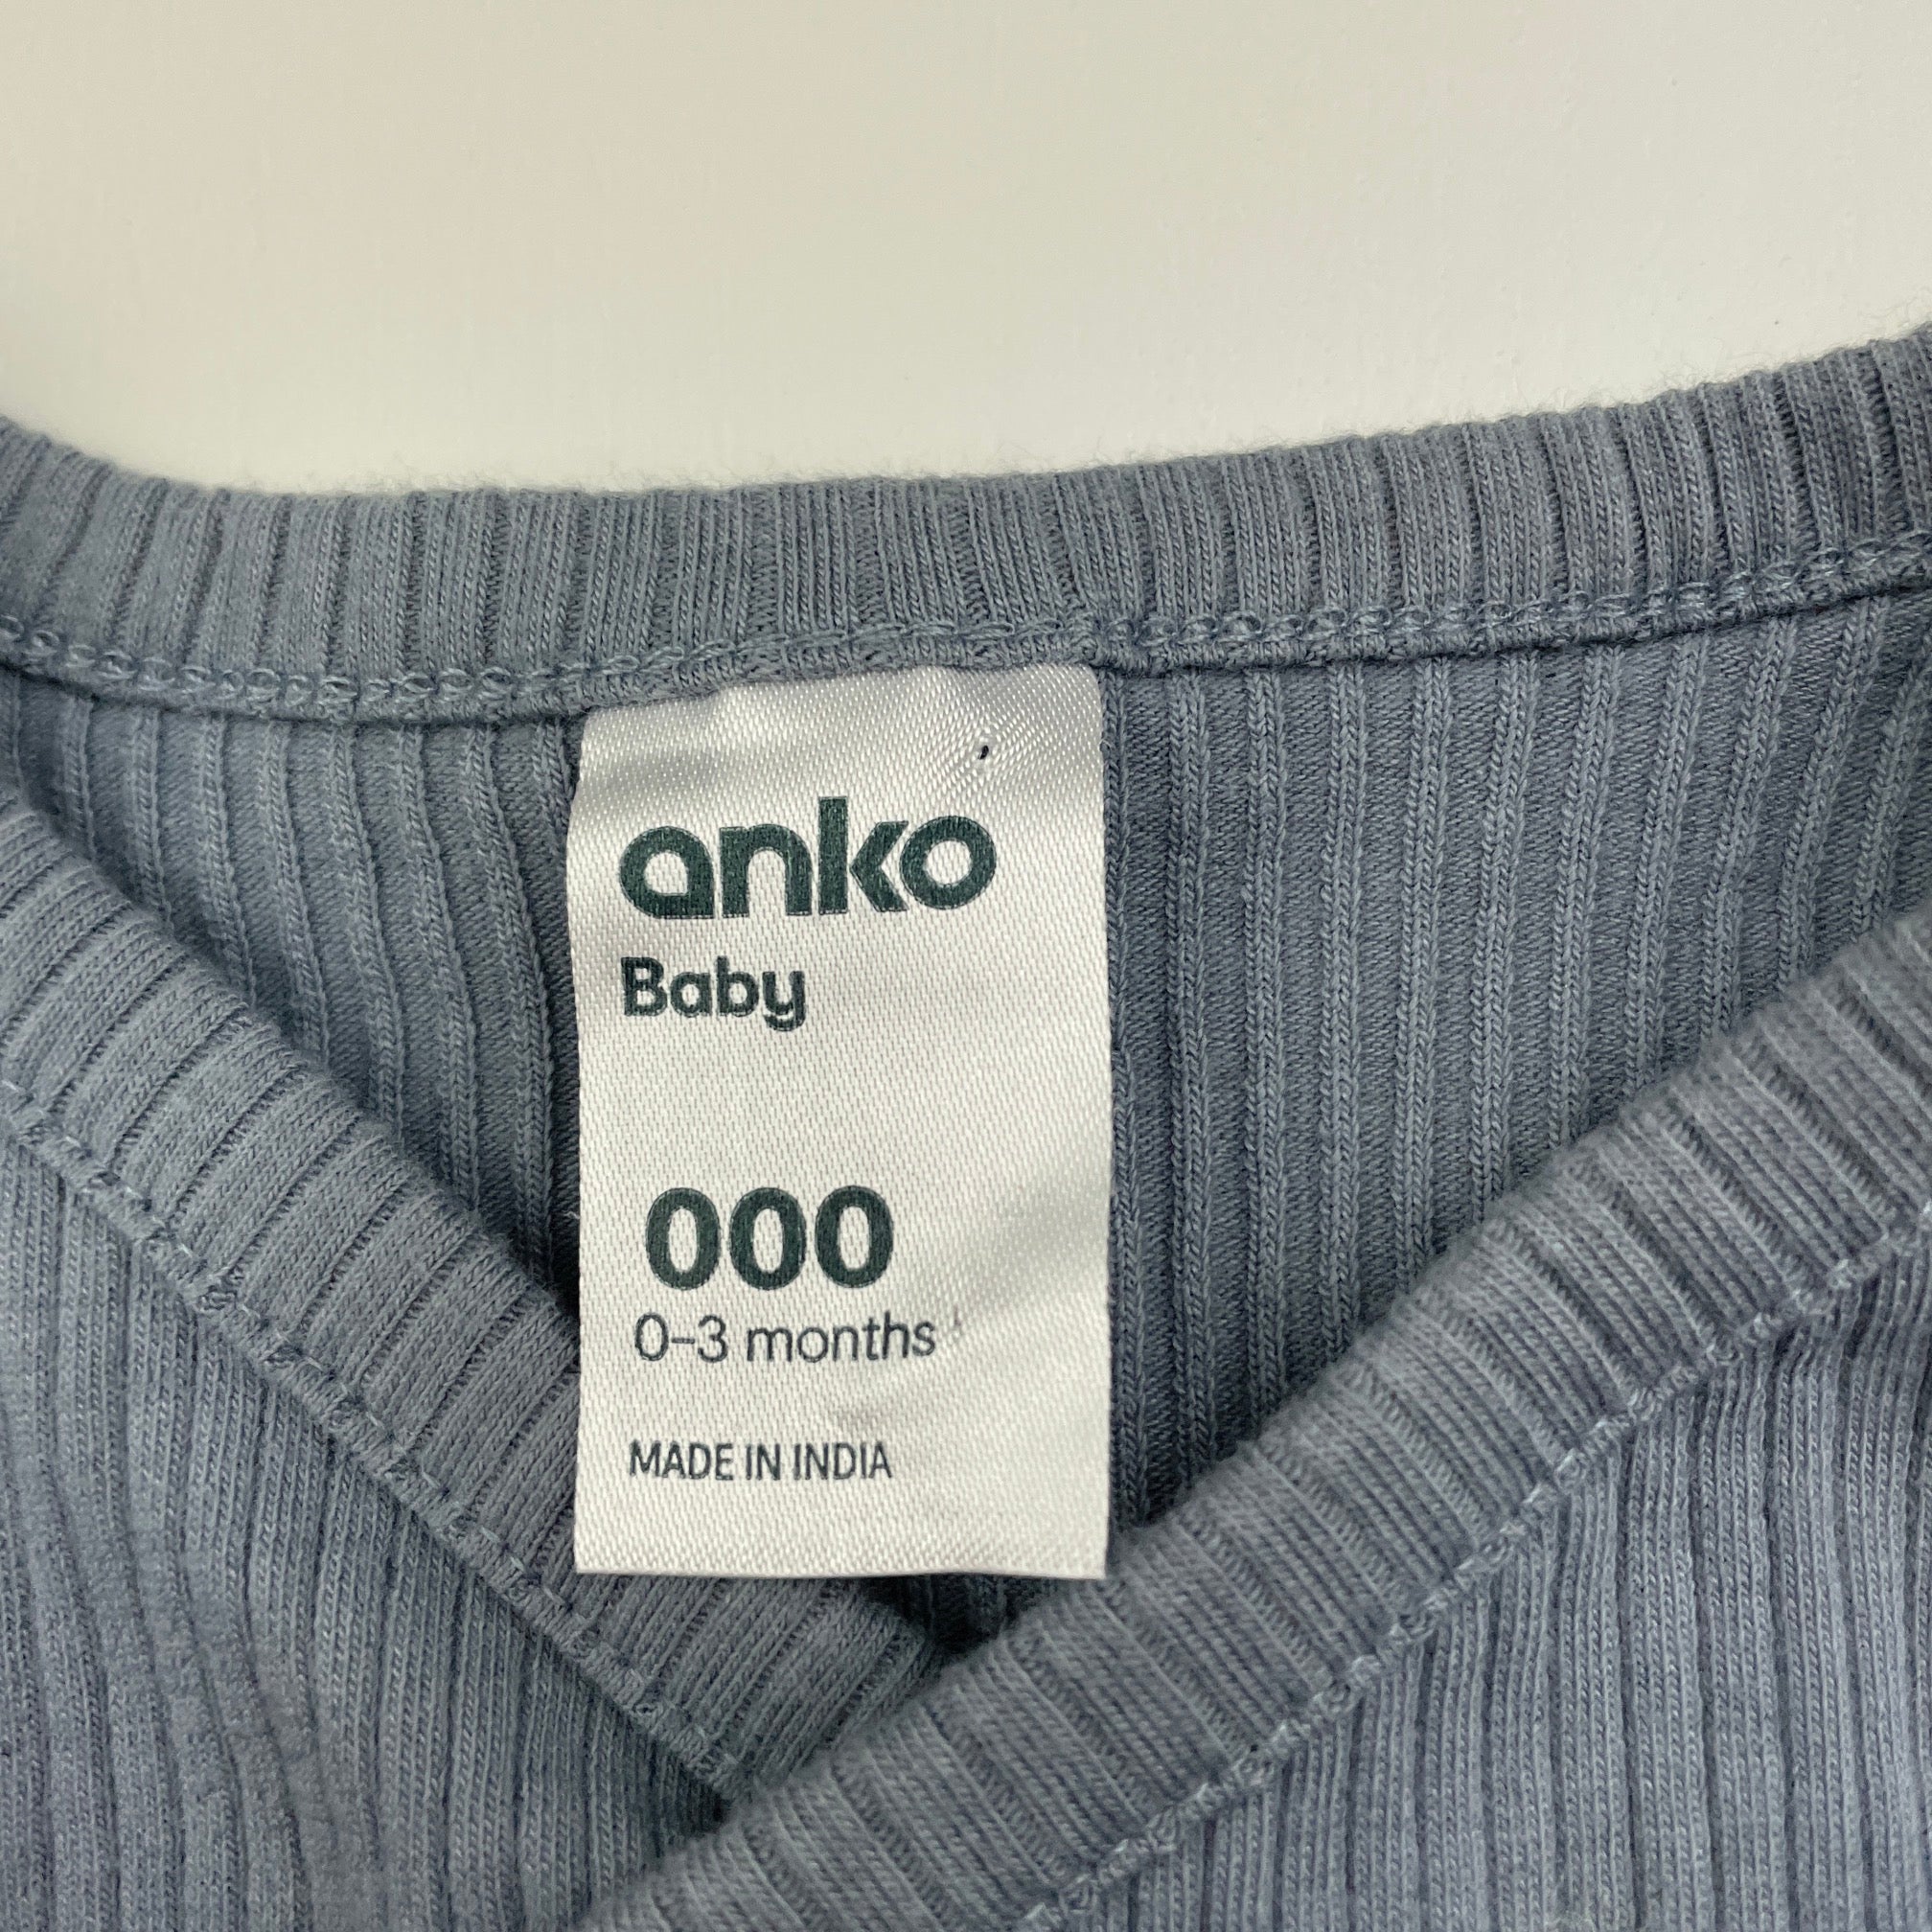 anko
Baby
000
0-3 months
MADE IN INDIA